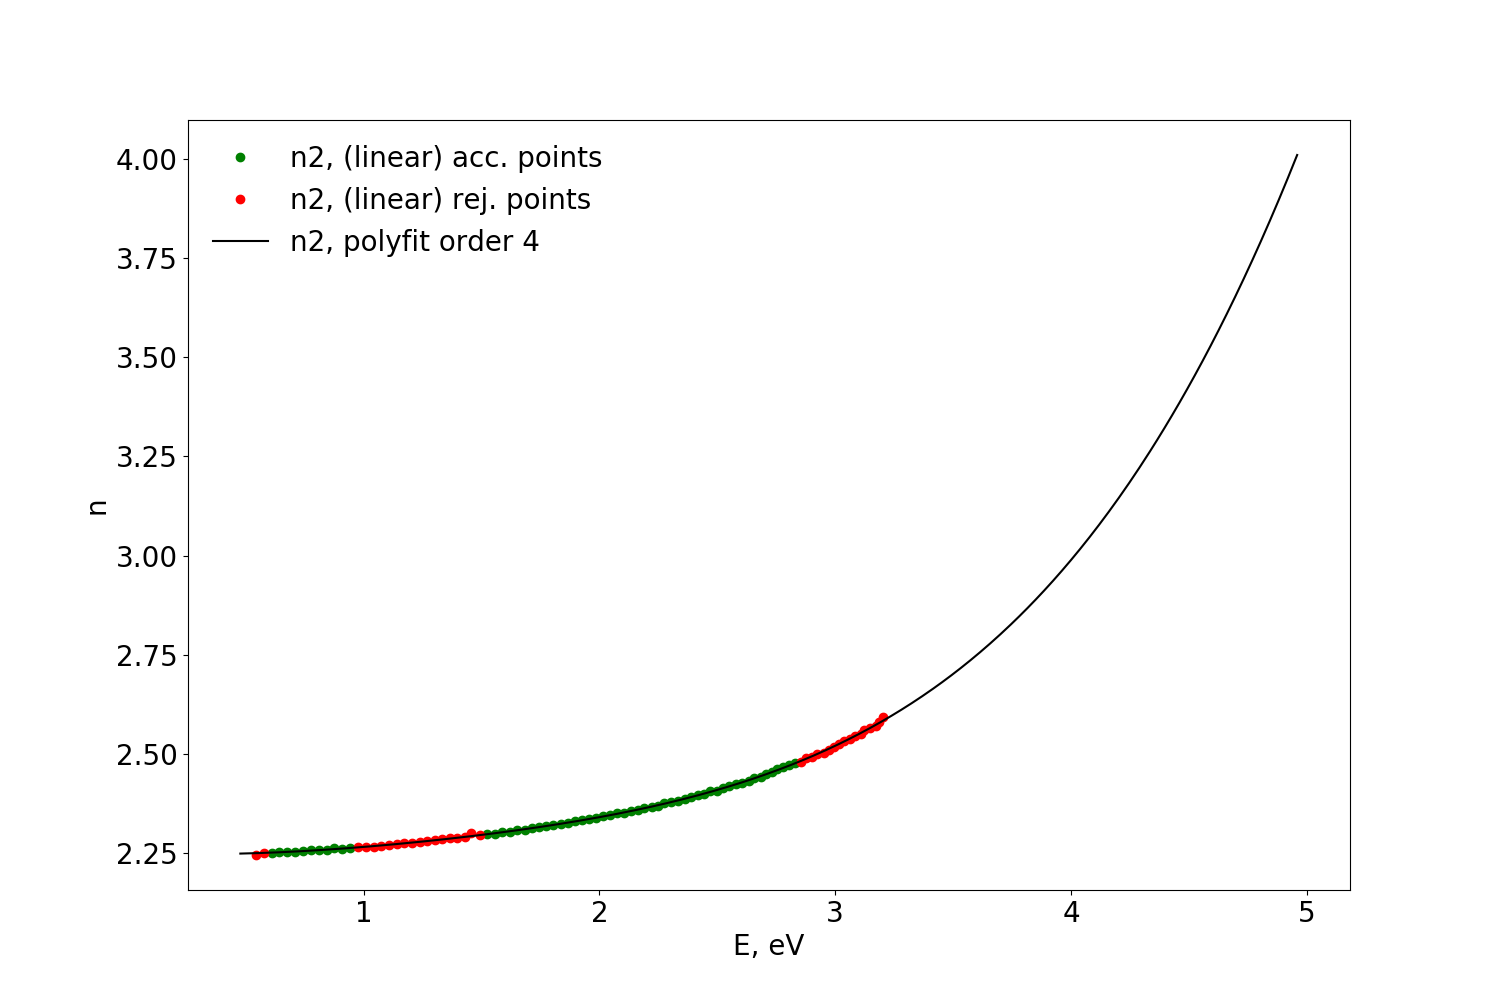 n2, (linear) acc. points
n2, (linear) rej. points
n2, polyfit order 4
4.00
3.75
3.50
3.25
3.00
2.75
2.50
2.25
n
1 2 3 4 5
E, eV